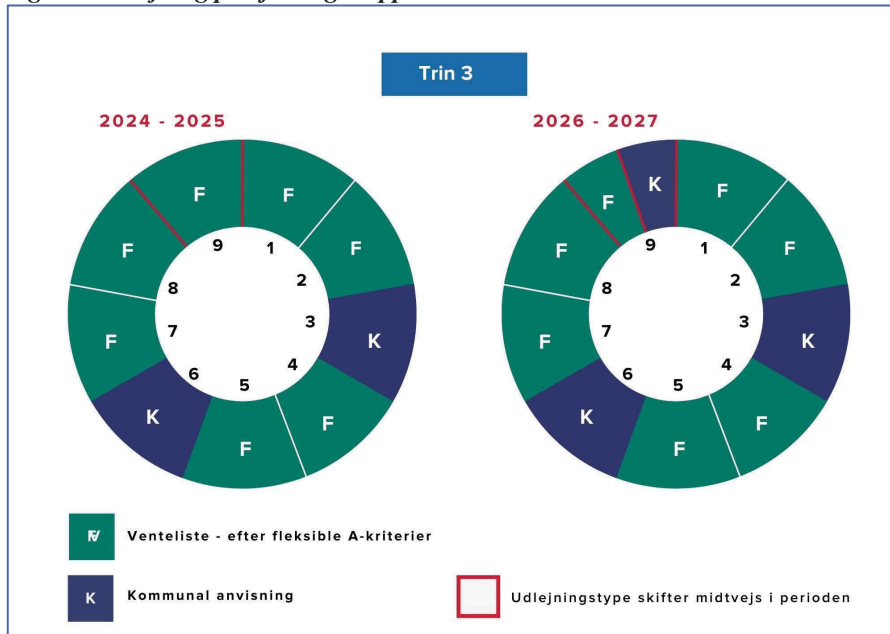 Trin 3
2024 - 2025
2026 - 2027
F
F
F
F
K
F
F
F
K
F
F
K
F
F
F
K
F
F
F
K
9
1
2
3
4
5
6
7
8
9
1
2
3
4
5
6
7
8
Venteliste - efter fleksible A-kriterier
K
Kommunal anvisning
Udlejningstype skifter midtvejs i perioden